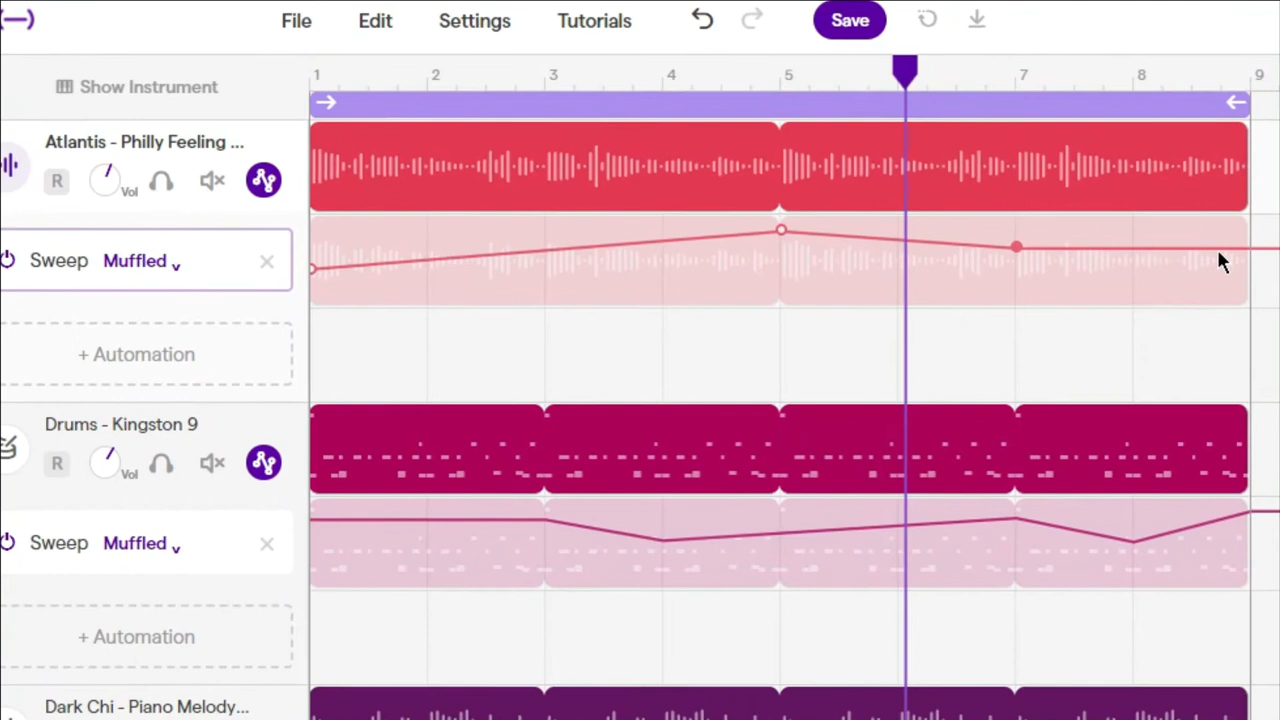 File Edit Settings Tutorials Save
1 2 3 4 5 7 8 9
Show Instrument
Atlantis - Philly Feeling ...
R Vol
Sweep Muffled
+ Automation
Drums - Kingston 9
R Vol
Sweep Muffled
+ Automation
Dark Chi - Piano Melody...